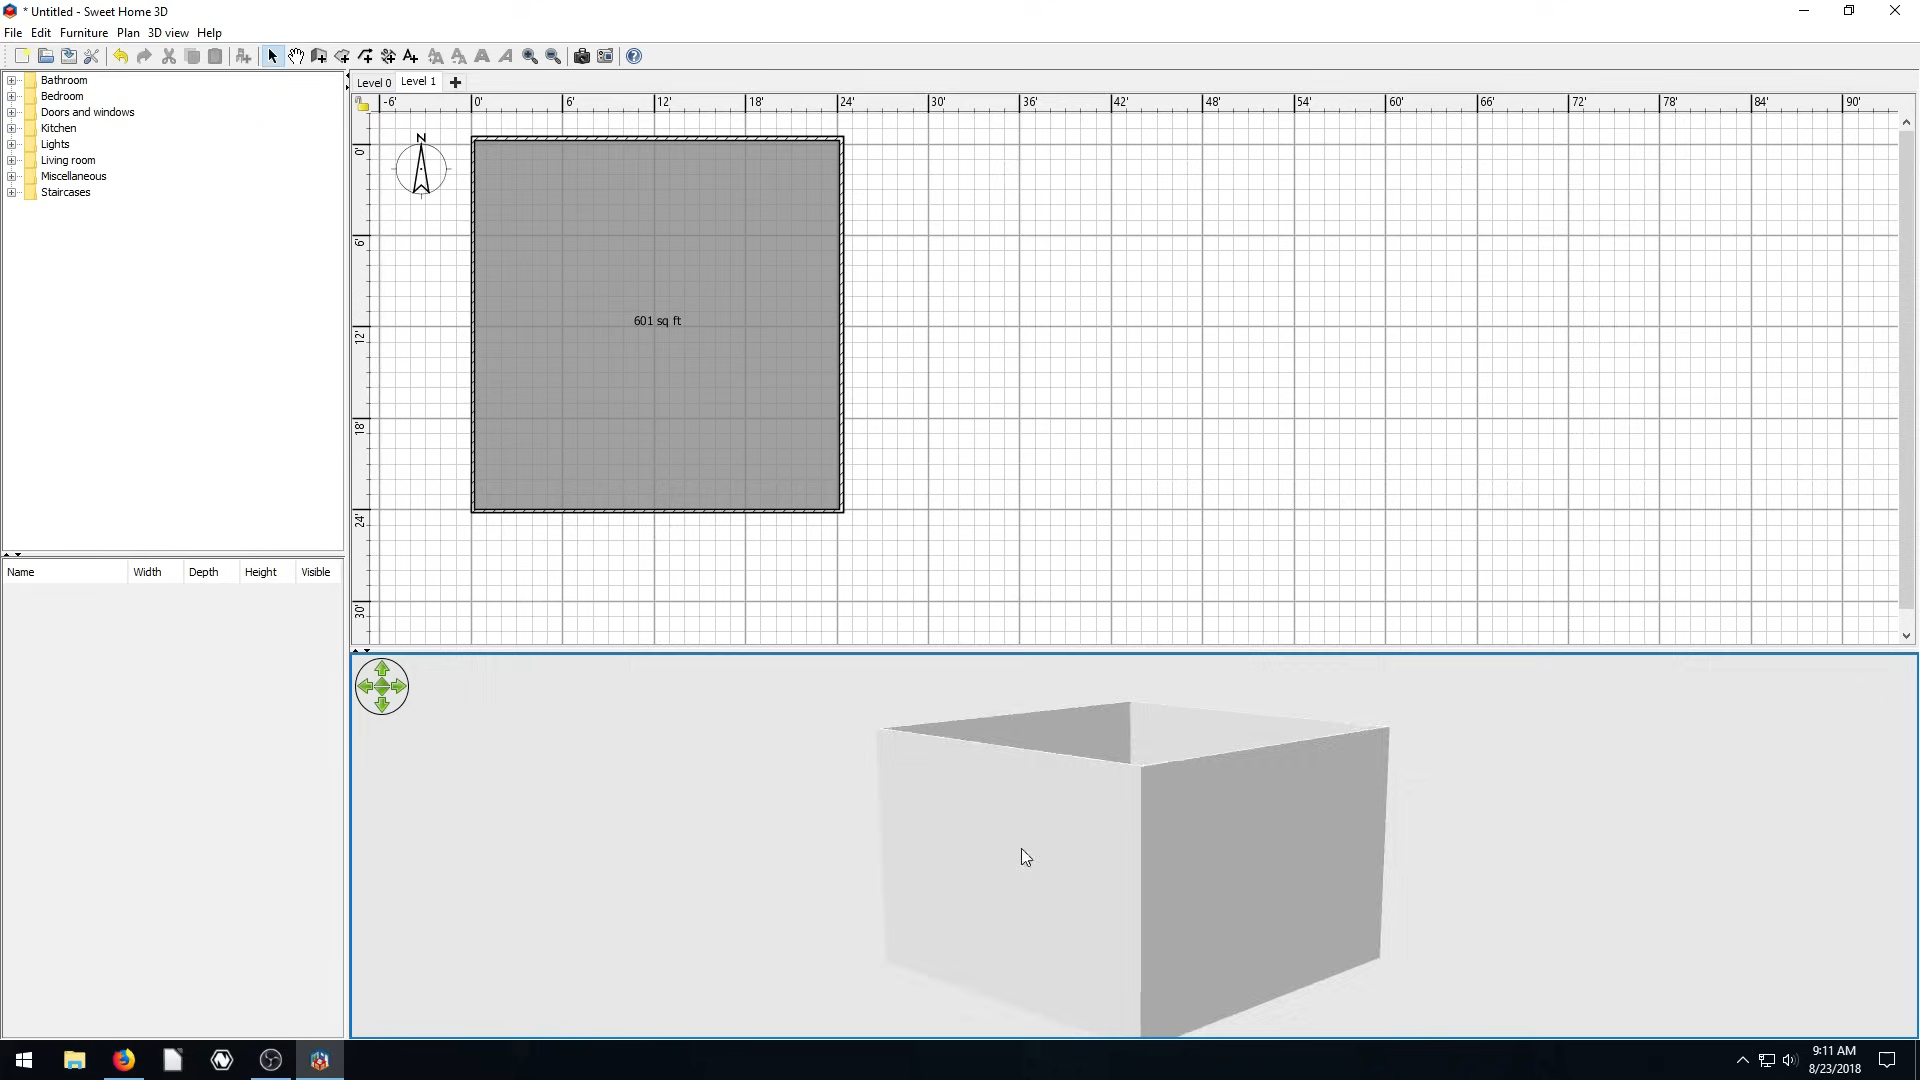 * Untitled - Sweet Home 3D
File Edit Furniture Plan 3D view Help
Bathroom
Bedroom
Doors and windows
Kitchen
Lights
Living room
Miscellaneous
Staircases
Name Width Depth Height Visible
Level 0 Level 1
-6' 0' 6' 12' 18' 24' 30' 36' 42' 48' 54' 60' 66' 72' 78' 84' 90'
0'
6'
12'
18'
24'
30'
N
601 sq ft
9:11 AM
8/23/2018